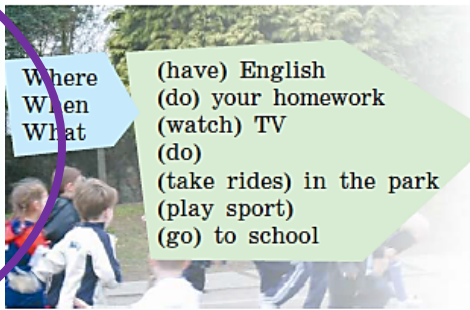 Where
When
What
(have) English
(do) your homework
(watch) TV
(do)
(take rides) in the park
(play sport)
(go) to school